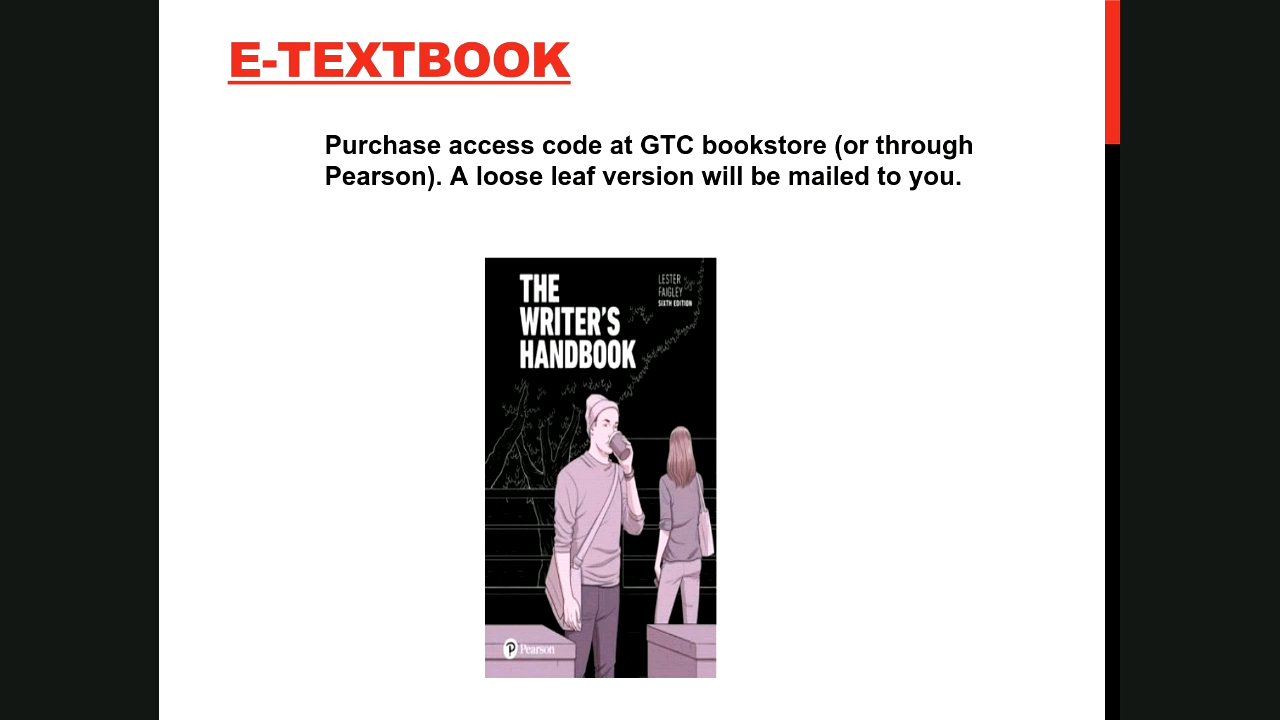 E-TEXTBOOK
Purchase access code at GTC bookstore (or through
Pearson). A loose leaf version will be mailed to you.
THE
WRITER'S
HANDBOOK
LESTER
FAIGLEY
SIXTH EDITION
Pearson